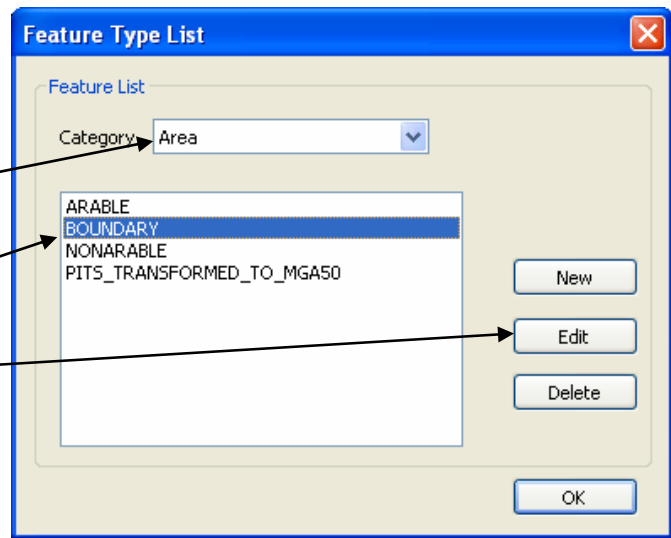 Feature Type List
Feature List
Category Area
ARABLE
BOUNDARY
NONARABLE
PITS_TRANSFORMED_TO_MGA50
New
Edit
Delete
OK